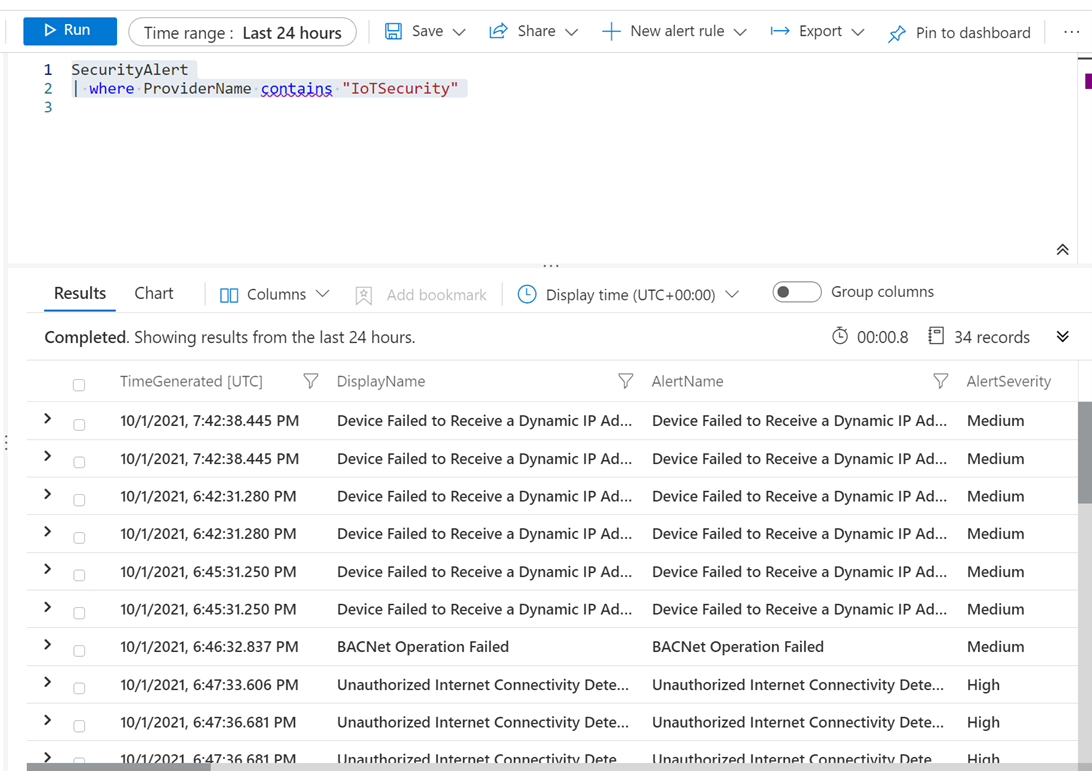 Run Time range : Last 24 hours Save Share New alert rule Export Pin to dashboard ...
1 SecurityAlert
2 | where ProviderName contains "IoTSecurity"
3
...
Results Chart Columns Add bookmark Display time (UTC+00:00) Group columns
Completed. Showing results from the last 24 hours. 00:00.8 34 records
TimeGenerated [UTC] DisplayName AlertName AlertSeverity
10/1/2021, 7:42:38.445 PM Device Failed to Receive a Dynamic IP Ad... Device Failed to Receive a Dynamic IP Ad... Medium
10/1/2021, 7:42:38.445 PM Device Failed to Receive a Dynamic IP Ad... Device Failed to Receive a Dynamic IP Ad... Medium
10/1/2021, 6:42:31.280 PM Device Failed to Receive a Dynamic IP Ad... Device Failed to Receive a Dynamic IP Ad... Medium
10/1/2021, 6:42:31.280 PM Device Failed to Receive a Dynamic IP Ad... Device Failed to Receive a Dynamic IP Ad... Medium
10/1/2021, 6:45:31.250 PM Device Failed to Receive a Dynamic IP Ad... Device Failed to Receive a Dynamic IP Ad... Medium
10/1/2021, 6:45:31.250 PM Device Failed to Receive a Dynamic IP Ad... Device Failed to Receive a Dynamic IP Ad... Medium
10/1/2021, 6:46:32.837 PM BACNet Operation Failed BACNet Operation Failed Medium
10/1/2021, 6:47:33.606 PM Unauthorized Internet Connectivity Dete... Unauthorized Internet Connectivity Dete... High
10/1/2021, 6:47:36.681 PM Unauthorized Internet Connectivity Dete... Unauthorized Internet Connectivity Dete... High
10/1/2021, 6:47:36.681 PM Unauthorized Internet Connectivity Dete... Unauthorized Internet Connectivity Dete... High